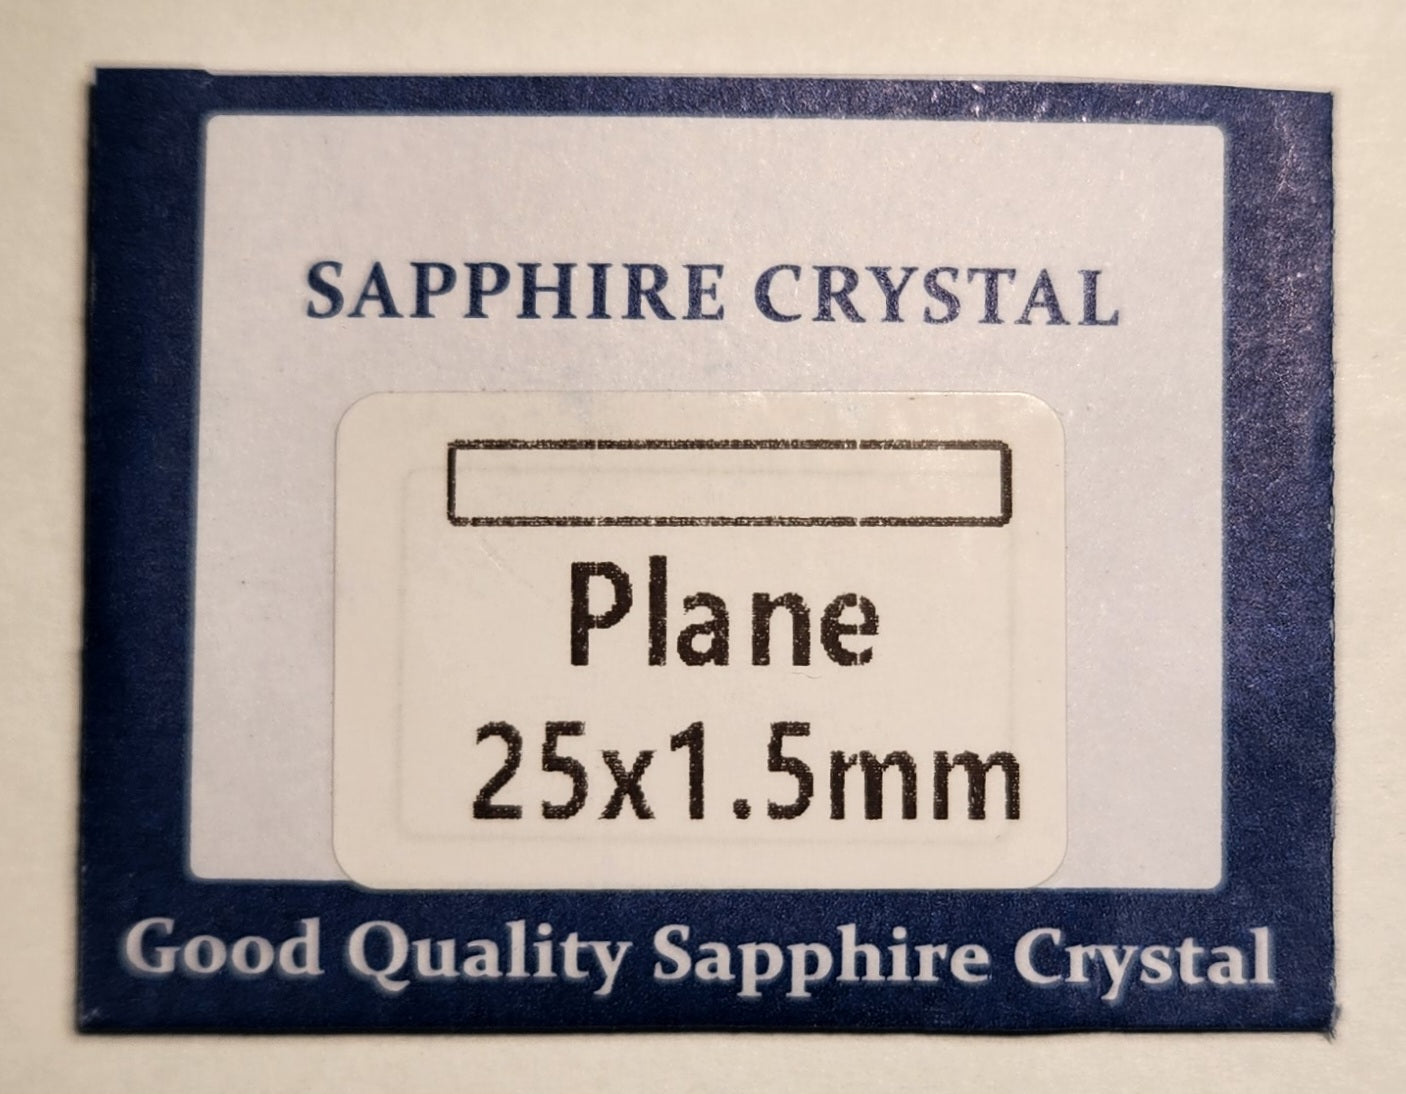 SAPPHIRE CRYSTAL
Plane
25x1.5mm
Good Quality Sapphire Crystal